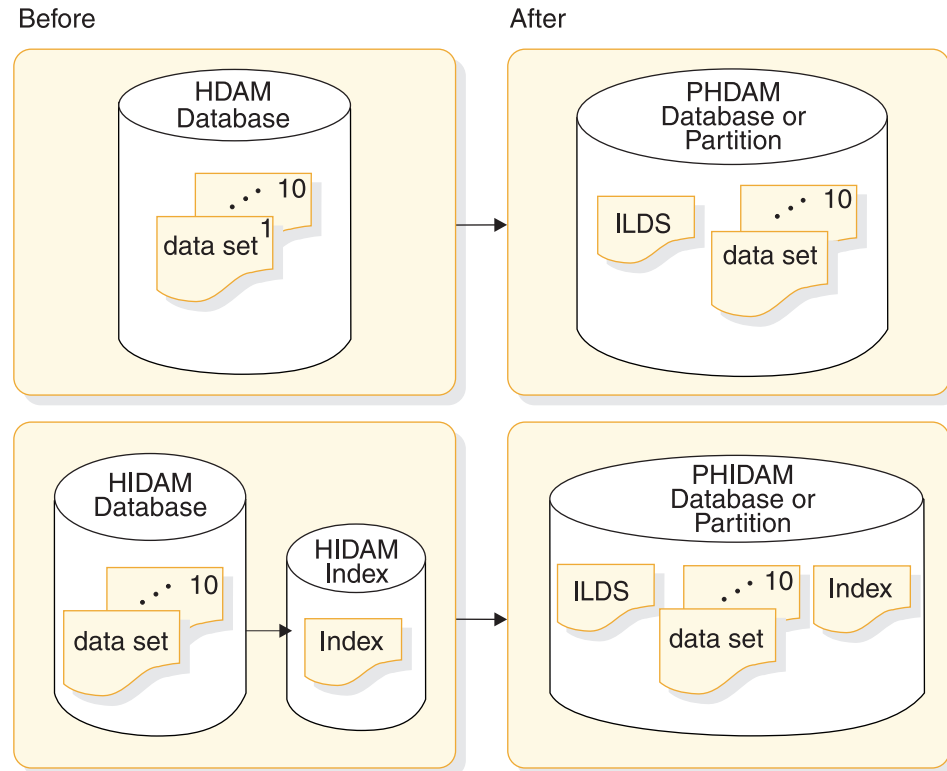 Before
After
HDAM
Database
10
1
data set
PHDAM
Database or
Partition
ILDS
10
data set
HIDAM
Database
10
data set
HIDAM
Index
Index
PHIDAM
Database or
Partition
ILDS
10
data set
Index